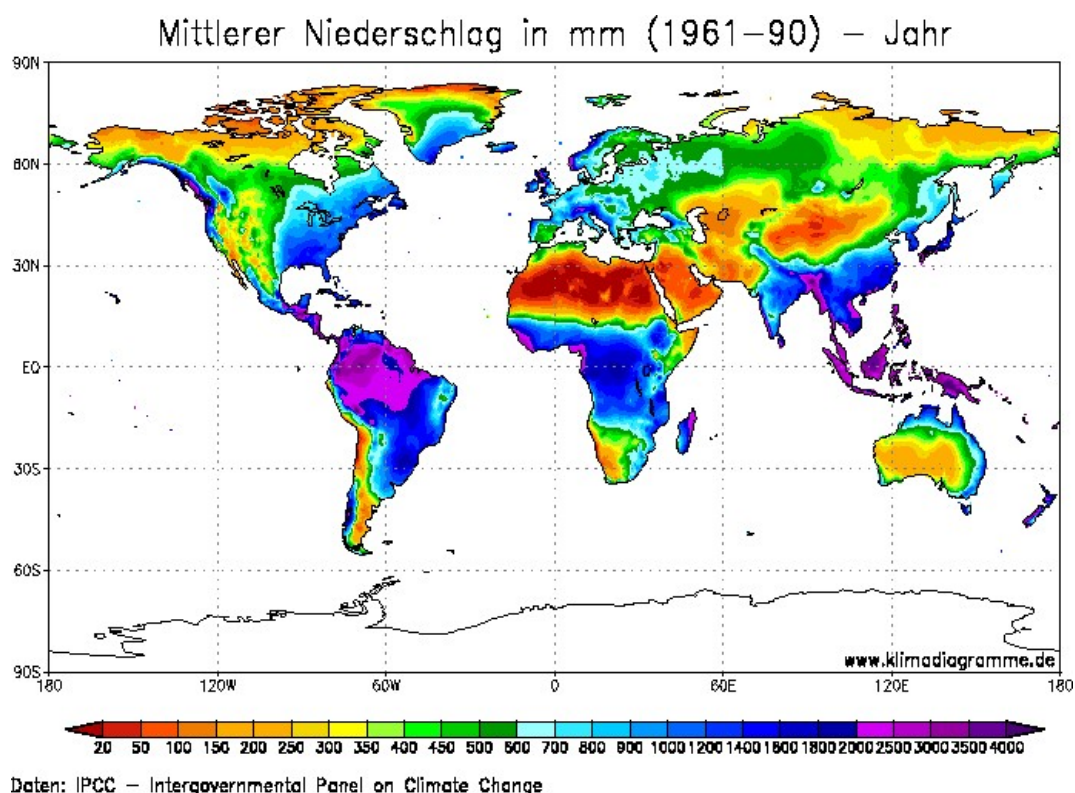 Mittlerer Niederschlag in mm (1961-90) - Jahr
90N
60N
30N
EQ
30S
60S
90S
www.klimadiagramme.de
180 120W 60W 0 60E 120E 180
20 50 100 150 200 250 300 350 400 450 500 600 700 800 900 1000 1200 1400 1600 1800 2000 2500 3000 3500 4000
Daten: IPCC - Intergovernmental Panel on Climate Change